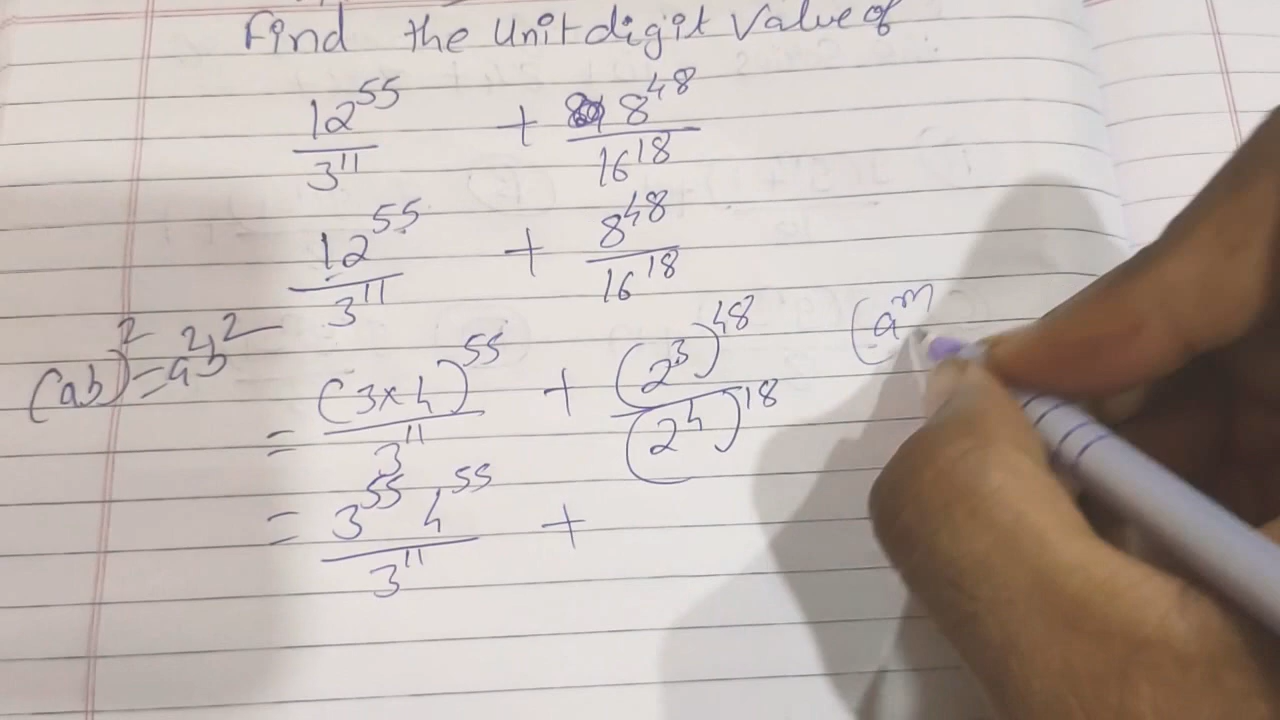 Find the Unit digit Value of
12^55 / 3^11 + 8^48 / 16^18
12^55 / 3^11 + 8^48 / 16^18
(ab)^2 = a^2 b^2
= (3×4)^55 / 3^11 + (2^3)^48 / (2^4)^18
(a^m
= 3^55 4^55 / 3^11 +